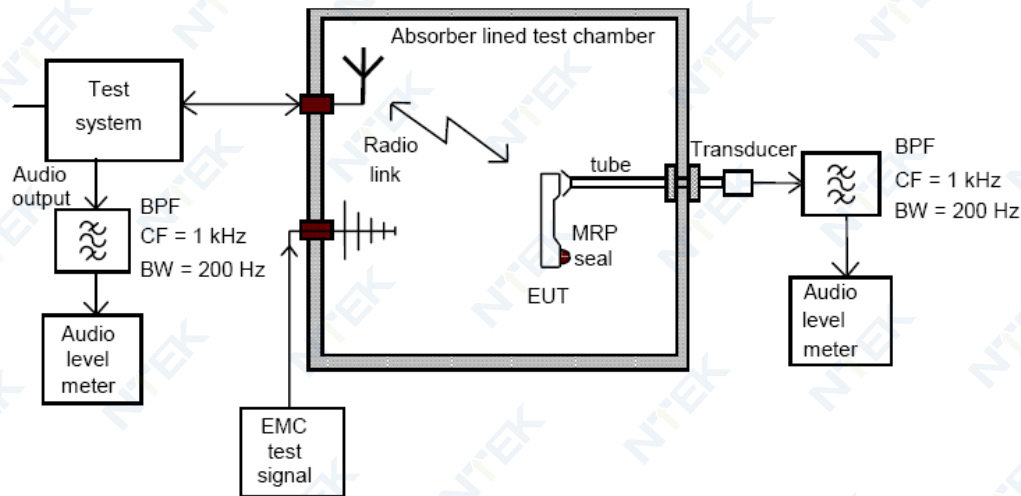 Absorber lined test chamber
Test
system
Radio
link
Audio
output
BPF
CF = 1 kHz
BW = 200 Hz
Audio
level
meter
EMC
test
signal
tube
Transducer
MRP
seal
EUT
BPF
CF = 1 kHz
BW = 200 Hz
Audio
level
meter
NTEK